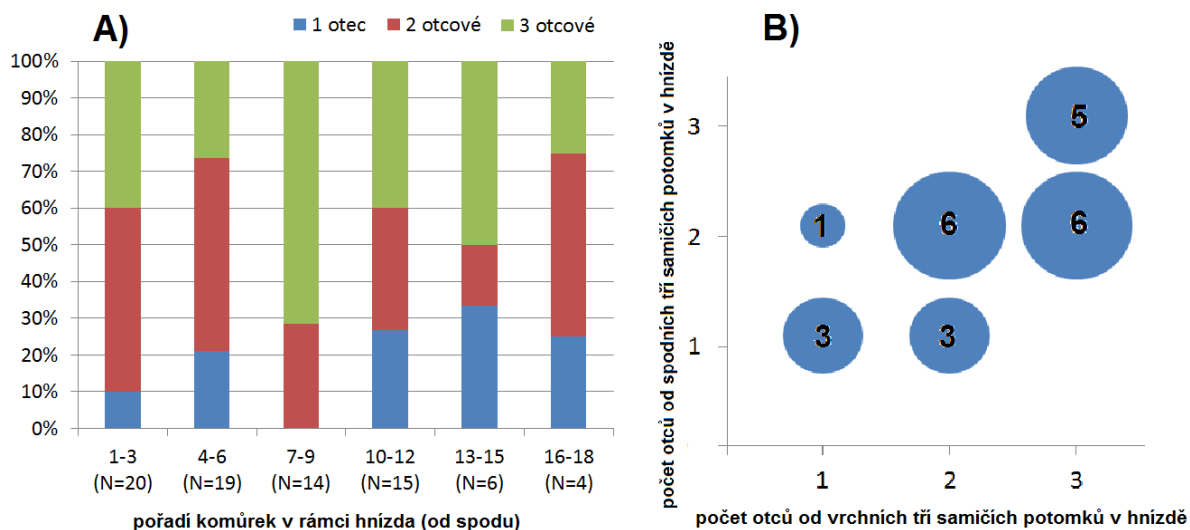 A)
1 otec 2 otcové 3 otcové
100%
90%
80%
70%
60%
50%
40%
30%
20%
10%
0%
1-3 4-6 7-9 10-12 13-15 16-18
(N=20) (N=19) (N=14) (N=15) (N=6) (N=4)
pořadí komůrek v rámci hnízda (od spodu)
B)
počet otců od spodních tří samičích potomků v hnízdě
3
2
1
5
1 6 6
3 3
1 2 3
počet otců od vrchních tří samičích potomků v hnízdě